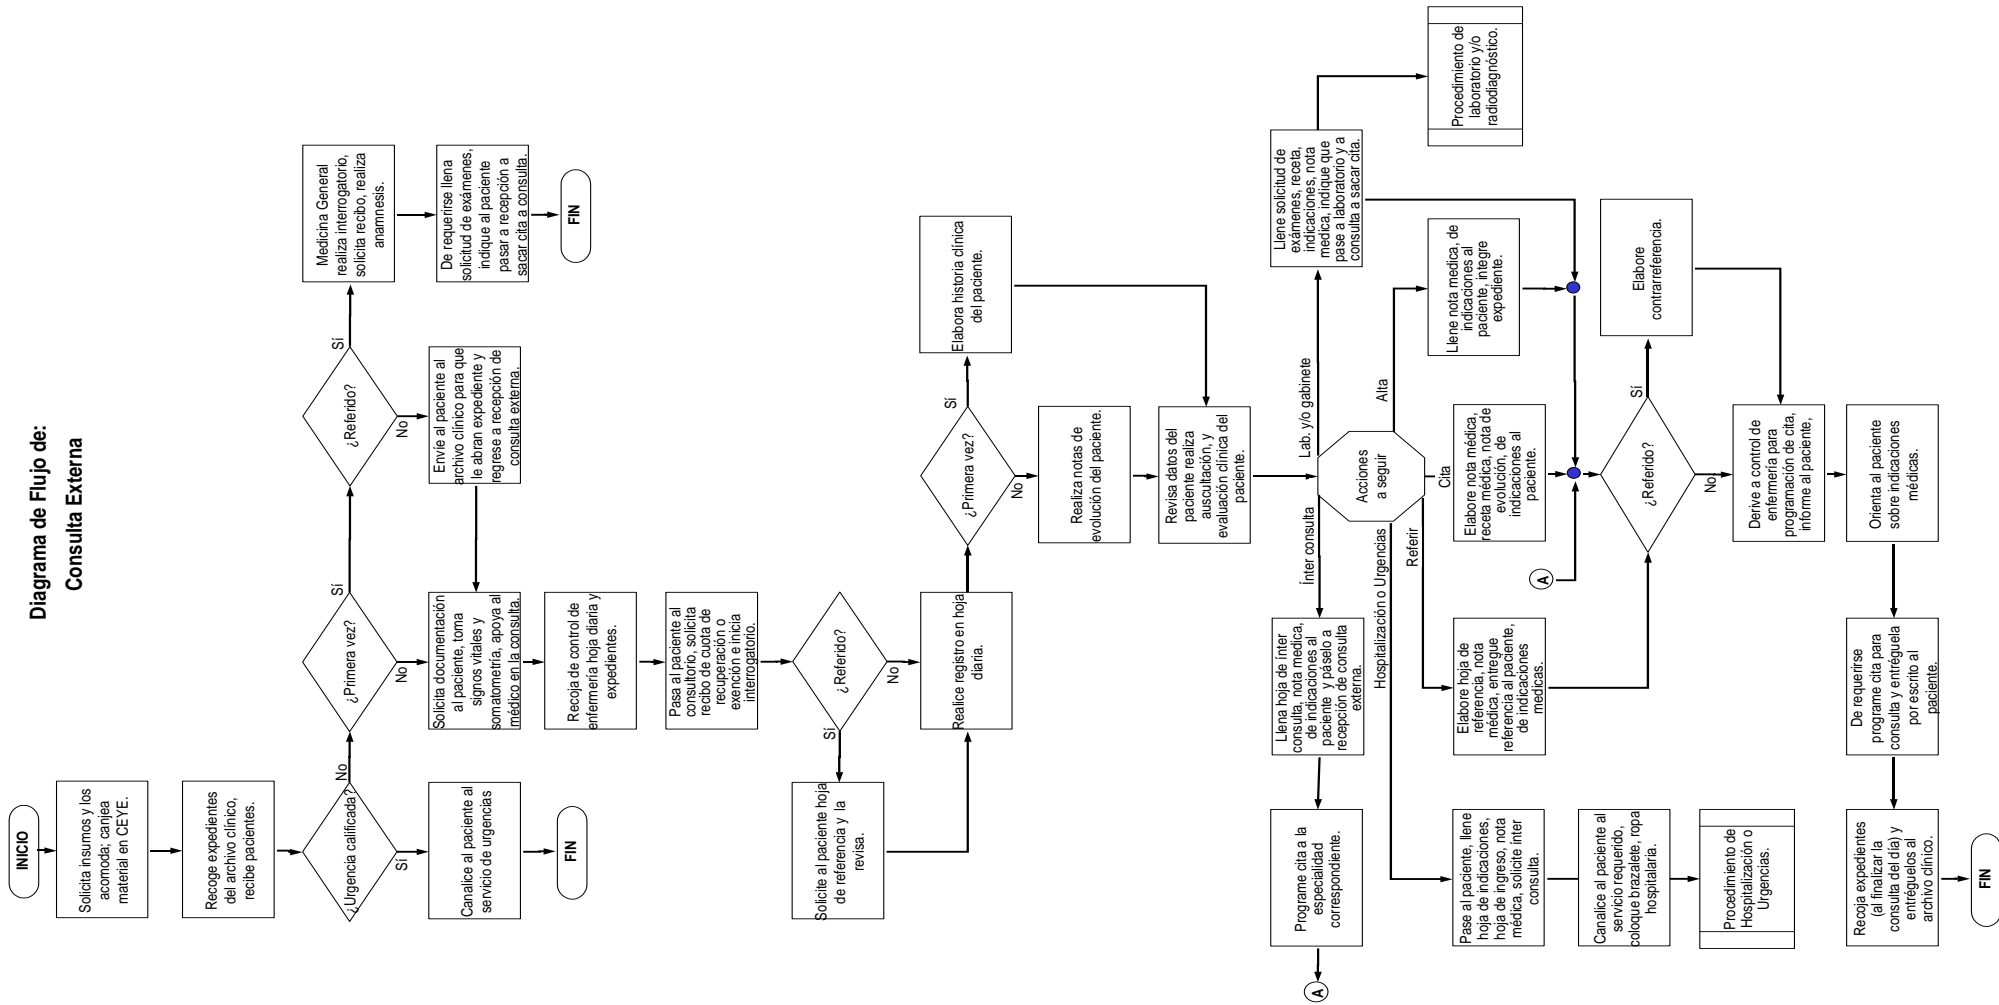 Diagrama de Flujo de:
Consulta Externa
INICIO
Solicita insumos y los
acomoda; canjea
material en CEYE.
Recoge expedientes
del archivo clínico,
recibe pacientes.
¿Urgencia calificada?
Sí
No
Canalice al paciente al
servicio de urgencias
FIN
¿Primera vez?
Sí
No
¿Referido?
Sí
No
Medicina General
realiza interrogatorio,
solicita recibo, realiza
anamnesis.
De requerirse llena
solicitud de exámenes,
indique al paciente
pasar a recepción a
sacar cita a consulta.
FIN
Envíe al paciente al
archivo clínico para que
le abran expediente y
regrese a recepción de
consulta externa.
Solicita documentación
al paciente, toma
signos vitales y
somatometría, apoya al
médico en la consulta.
Recoja de control de
enfermería hoja diaria y
expedientes.
Pasa al paciente al
consultorio, solicita
recibo de cuota de
recuperación o
exención e inicia
interrogatorio.
¿Referido?
Sí
No
Solicite al paciente hoja
de referencia y la
revisa.
Realice registro en hoja
diaria.
¿Primera vez?
Sí
No
Elabora historia clínica
del paciente.
Realiza notas de
evolución del paciente.
Revisa datos del
paciente realiza
auscultación, y
evaluación clínica del
paciente.
Acciones
a seguir
Ínter consulta
Hospitalización o Urgencias
Referir
Cita
Alta
Lab. y/o gabinete
Llena hoja de ínter
consulta, nota medica,
de indicaciones al
paciente y páselo a
recepción de consulta
externa.
Programe cita a la
especialidad
correspondiente.
A
Pase al paciente, llene
hoja de indicaciones,
hoja de ingreso, nota
médica, solicite ínter
consulta.
Canalice al paciente al
servicio requerido,
coloque brazalete, ropa
hospitalaria.
Procedimiento de
Hospitalización o
Urgencias.
Elabore hoja de
referencia, nota
médica, entregue
referencia al paciente,
de indicaciones
medicas.
Elabore nota médica,
receta médica, nota de
evolución, de
indicaciones al
paciente.
Llene nota medica, de
indicaciones al
paciente, integre
expediente.
Llene solicitud de
exámenes, receta,
indicaciones, nota
medica, indique que
pase a laboratorio y a
consulta a sacar cita.
Procedimiento de
laboratorio y/o
radiodiagnóstico.
A
¿Referido?
Sí
No
Elabore
contrarreferencia.
Derive a control de
enfermería para
programación de cita,
informe al paciente,
Orienta al paciente
sobre indicaciones
médicas.
De requerirse
programe cita para
consulta y entréguela
por escrito al
paciente.
Recoja expedientes
(al finalizar la
consulta del día) y
entréguelos al
archivo clínico.
FIN